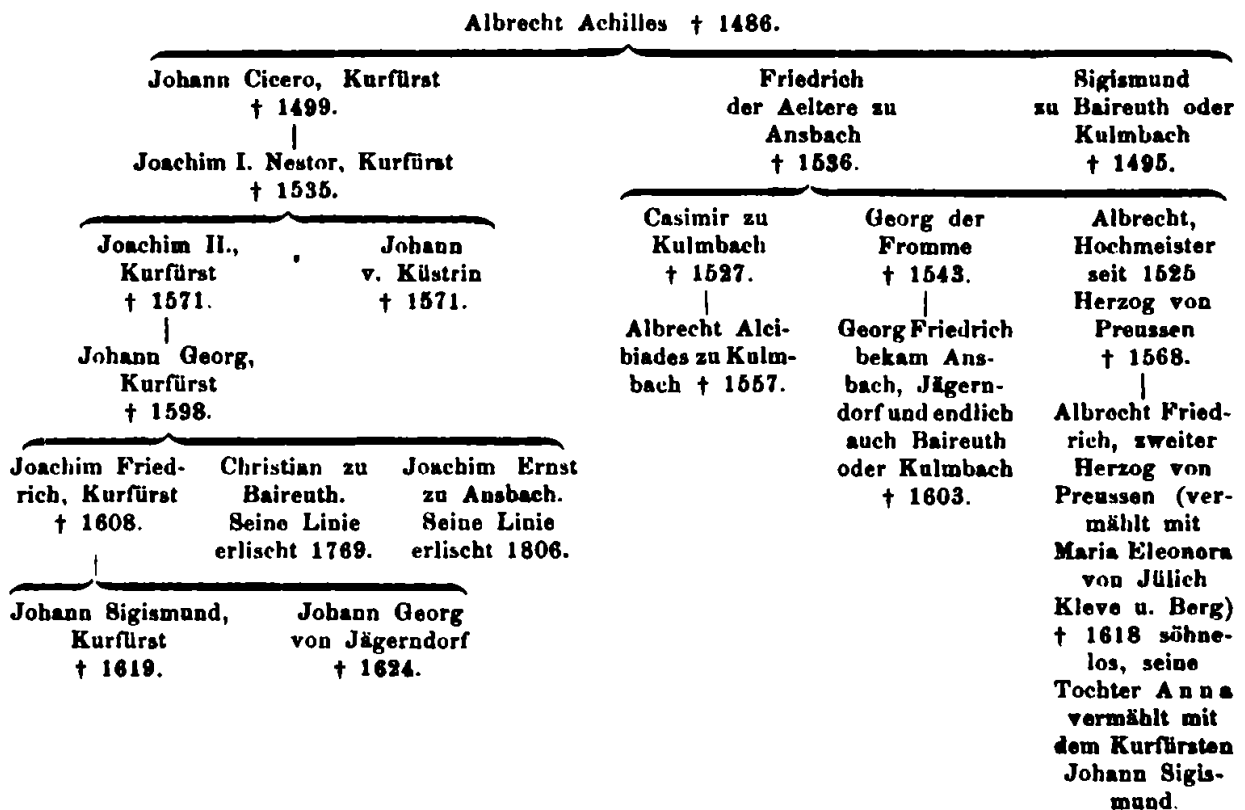 Albrecht Achilles † 1486.
Johann Cicero, Kurfürst
† 1499.
Friedrich
der Aeltere zu
Ansbach
† 1536.
Sigismund
zu Baireuth oder
Kulmbach
† 1495.
Joachim I. Nestor, Kurfürst
† 1535.
Joachim II.,
Kurfürst
† 1571.
Johann
v. Küstrin
† 1571.
Casimir zu
Kulmbach
† 1527.
Georg der
Fromme
† 1543.
Albrecht,
Hochmeister
seit 1525
Herzog von
Preussen
† 1568.
Johann Georg,
Kurfürst
† 1598.
Albrecht Alci-
biades zu Kulm-
bach † 1557.
Georg Friedrich
bekam Ans-
bach, Jägern-
dorf und endlich
auch Baireuth
oder Kulmbach
† 1603.
Albrecht Fried-
rich, zweiter
Herzog von
Preussen (ver-
mählt mit
Maria Eleonora
von Jülich
Kleve u. Berg)
† 1618 söhne-
los, seine
Tochter Anna
vermählt mit
dem Kurfürsten
Johann Sigis-
mund.
Joachim Fried-
rich, Kurfürst
† 1608.
Christian zu
Baireuth.
Seine Linie
erlischt 1769.
Joachim Ernst
zu Ansbach.
Seine Linie
erlischt 1806.
Johann Sigismund,
Kurfürst
† 1619.
Johann Georg
von Jägerndorf
† 1624.